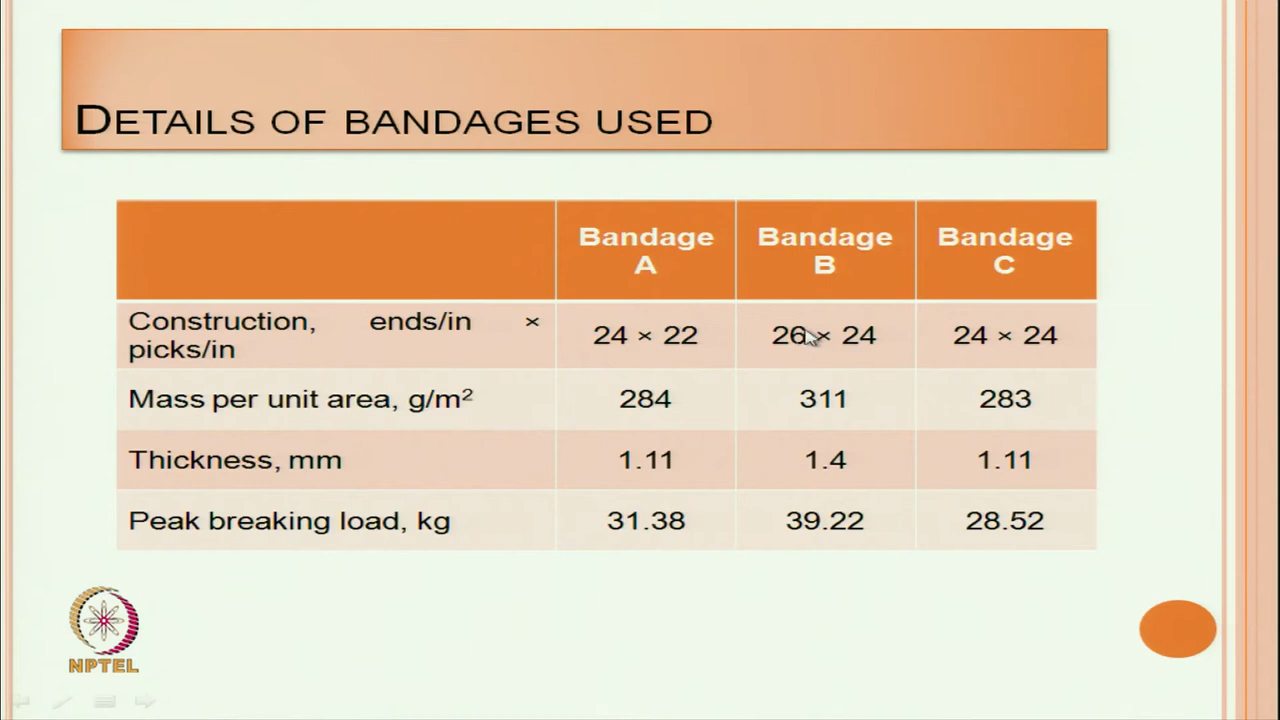 DETAILS OF BANDAGES USED
Bandage A Bandage B Bandage C
Construction, ends/in × picks/in 24 × 22 26 × 24 24 × 24
Mass per unit area, g/m² 284 311 283
Thickness, mm 1.11 1.4 1.11
Peak breaking load, kg 31.38 39.22 28.52
NPTEL